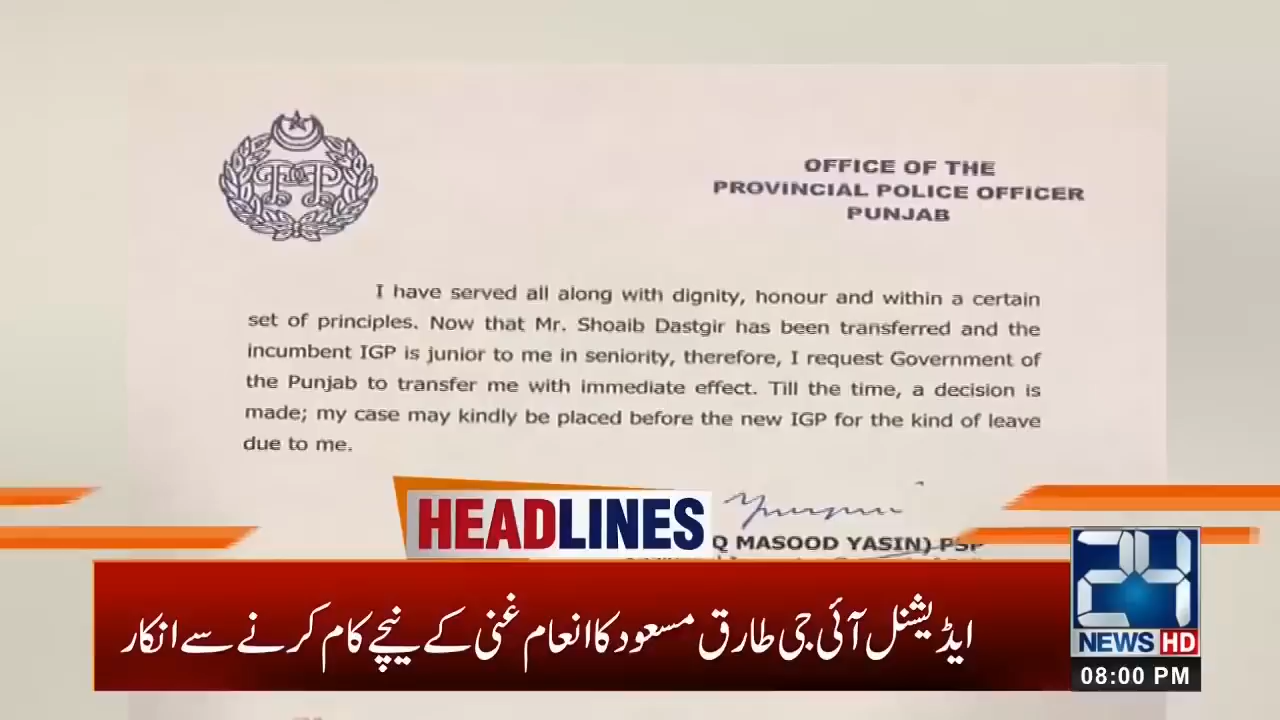 OFFICE OF THE
PROVINCIAL POLICE OFFICER
PUNJAB
I have served all along with dignity, honour and within a certain
set of principles. Now that Mr. Shoaib Dastgir has been transferred and the
incumbent IGP is junior to me in seniority, therefore, I request Government of
the Punjab to transfer me with immediate effect. Till the time, a decision is
made; my case may kindly be placed before the new IGP for the kind of leave
due to me.
Q MASOOD YASIN) PSP
HEADLINES
ایڈیشنل آئی جی طارق مسعود کا انعام غنی کے نیچے کام کرنے سے انکار
24
NEWS HD
08:00 PM